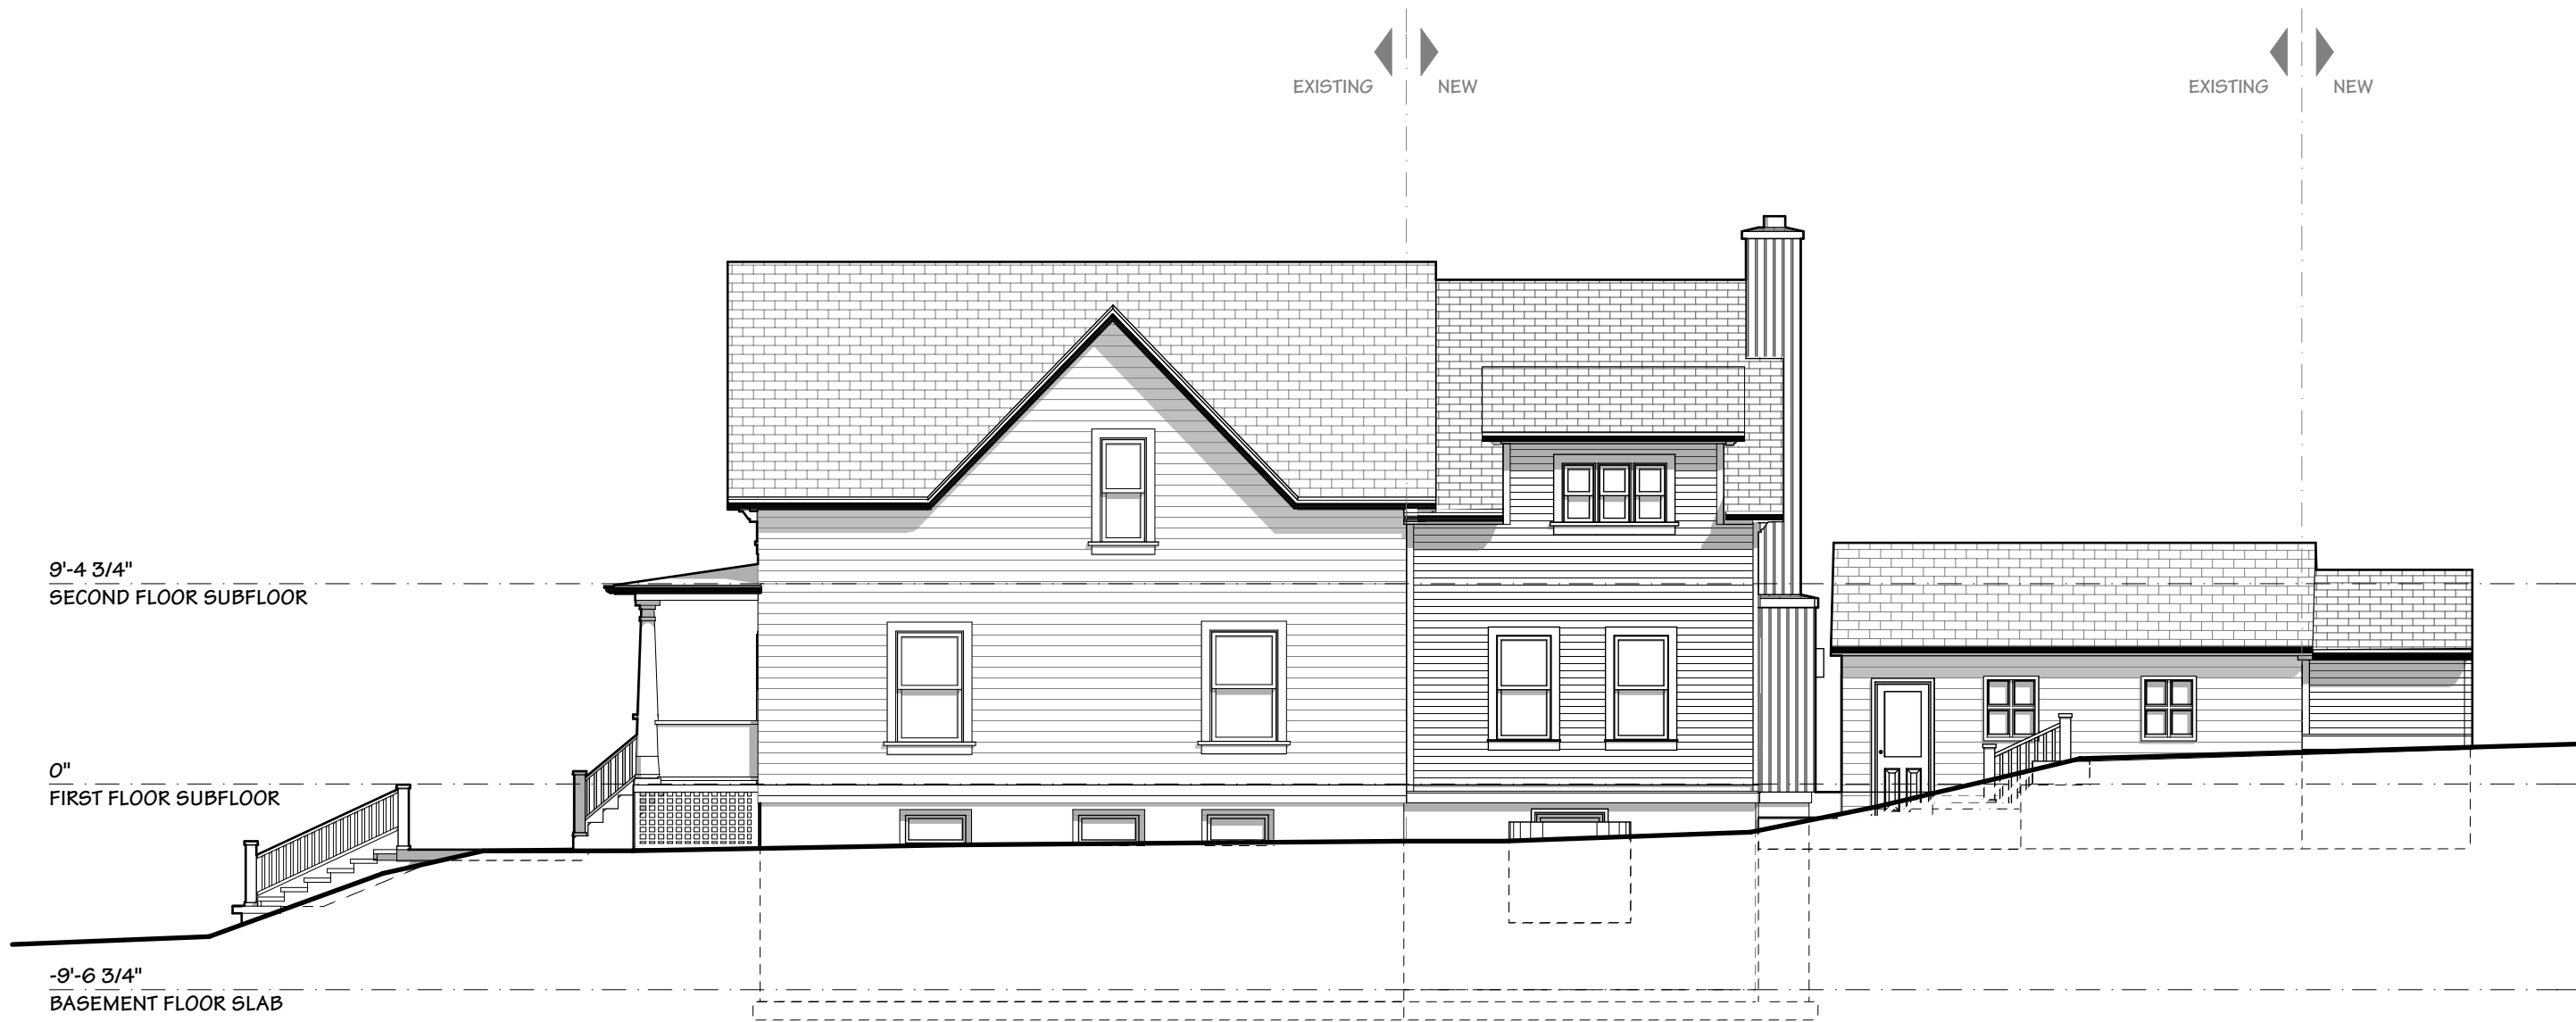 EXISTING NEW
EXISTING NEW
9'-4 3/4"
SECOND FLOOR SUBFLOOR
0"
FIRST FLOOR SUBFLOOR
-9'-6 3/4"
BASEMENT FLOOR SLAB